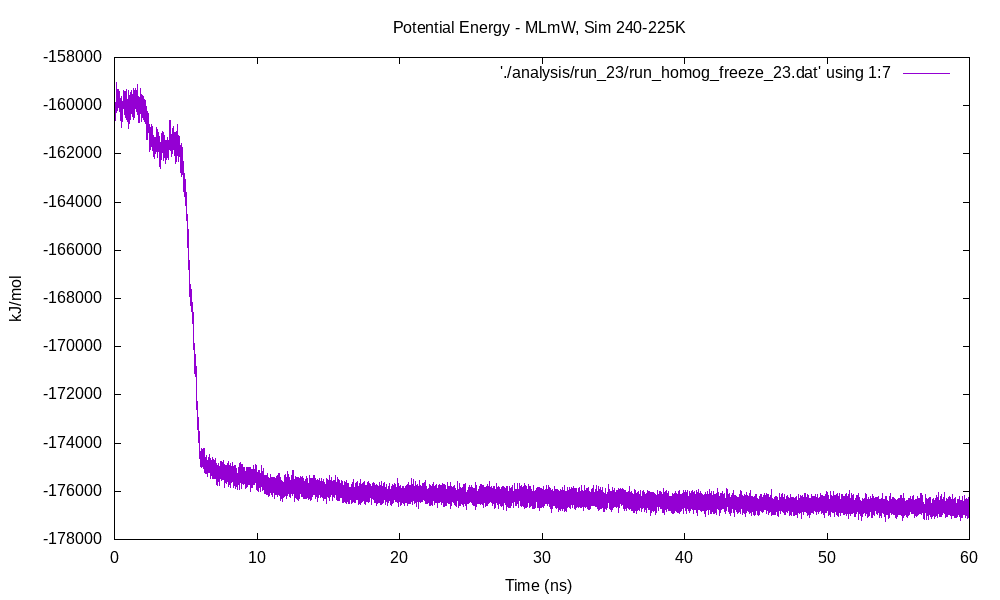 Potential Energy - MLmW, Sim 240-225K
'./analysis/run_23/run_homog_freeze_23.dat' using 1:7
-158000
-160000
-162000
-164000
-166000
-168000
-170000
-172000
-174000
-176000
-178000
kJ/mol
0 10 20 30 40 50 60
Time (ns)